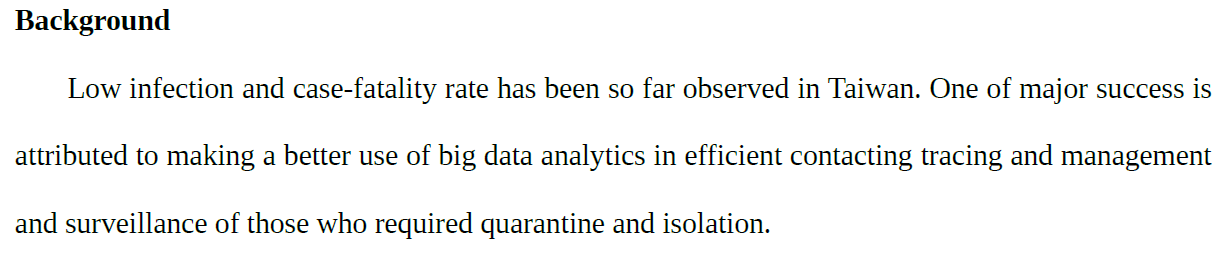 Background
Low infection and case-fatality rate has been so far observed in Taiwan. One of major success is
attributed to making a better use of big data analytics in efficient contacting tracing and management
and surveillance of those who required quarantine and isolation.